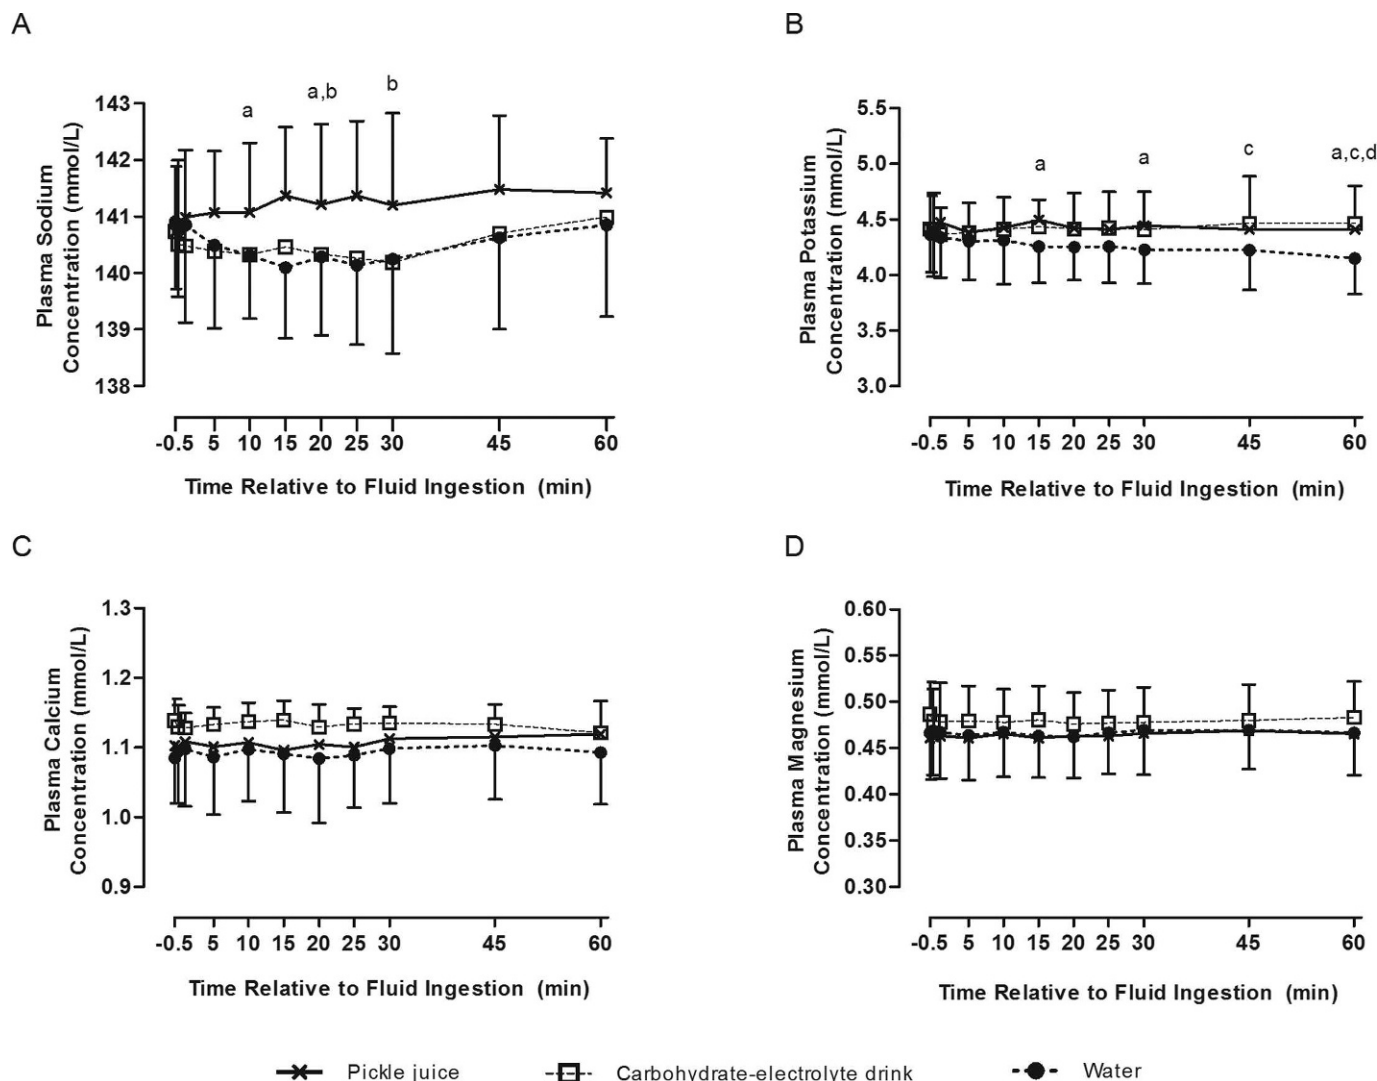 A
Plasma Sodium
Concentration (mmol/L)
143
142
141
140
139
138
a
a,b
b
-0.5 5 10 15 20 25 30 45 60
Time Relative to Fluid Ingestion (min)
B
Plasma Potassium
Concentration (mmol/L)
5.5
5.0
4.5
4.0
3.5
3.0
a
a
c
a,c,d
-0.5 5 10 15 20 25 30 45 60
Time Relative to Fluid Ingestion (min)
C
Plasma Calcium
Concentration (mmol/L)
1.3
1.2
1.1
1.0
0.9
-0.5 5 10 15 20 25 30 45 60
Time Relative to Fluid Ingestion (min)
D
Plasma Magnesium
Concentration (mmol/L)
0.60
0.55
0.50
0.45
0.40
0.35
0.30
-0.5 5 10 15 20 25 30 45 60
Time Relative to Fluid Ingestion (min)
Pickle juice Carbohydrate-electrolyte drink Water